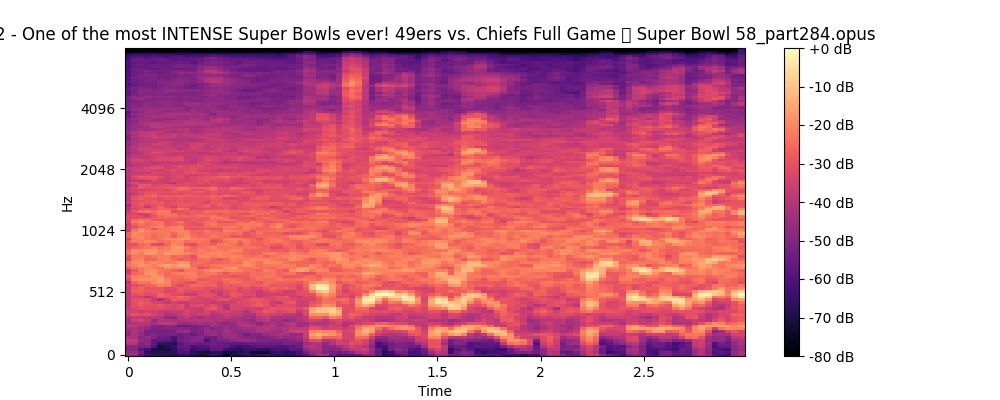 2 - One of the most INTENSE Super Bowls ever! 49ers vs. Chiefs Full Game 🏈 Super Bowl 58_part284.opus
+0 dB
4096
-10 dB
-20 dB
2048
-30 dB
Hz
1024
-40 dB
-50 dB
512
-60 dB
-70 dB
0
-80 dB
0
0.5
1
1.5
2
2.5
Time